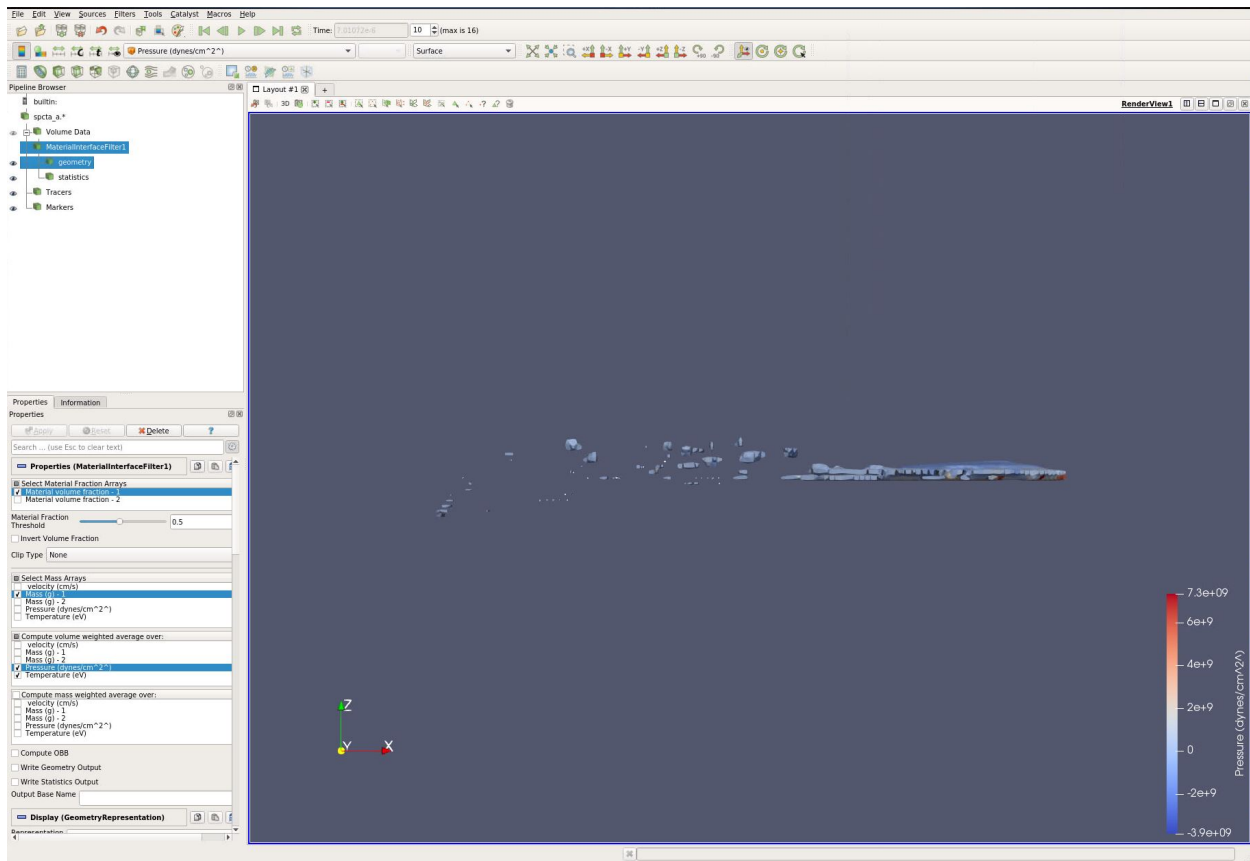 File Edit View Sources Filters Tools Catalyst Macros Help
Time: 7.01072e-6 10 (max is 16)
Pressure (dynes/cm^2^) Surface
Pipeline Browser
Layout #1
builtin:
3D
RenderView1
spcta_a.*
Volume Data
MaterialInterfaceFilter1
geometry
statistics
Tracers
Markers
Properties Information
Properties
Apply Reset Delete ?
Search ... (use Esc to clear text)
Properties (MaterialInterfaceFilter1)
Select Material Fraction Arrays
Material volume fraction - 1
Material volume fraction - 2
Material Fraction
Threshold
0.5
Invert Volume Fraction
Clip Type None
Select Mass Arrays
velocity (cm/s)
Mass (g) - 1
Mass (g) - 2
Pressure (dynes/cm^2^)
Temperature (eV)
Compute volume weighted average over:
velocity (cm/s)
Mass (g) - 1
Mass (g) - 2
Pressure (dynes/cm^2^)
Temperature (eV)
Compute mass weighted average over:
velocity (cm/s)
Mass (g) - 1
Mass (g) - 2
Pressure (dynes/cm^2^)
Temperature (eV)
Compute OBB
Write Geometry Output
Write Statistics Output
Output Base Name
Display (GeometryRepresentation)
Representation
Z
Y X
7.3e+09
6e+9
4e+9
2e+9
0
-2e+9
-3.9e+09
Pressure (dynes/cm^2^)